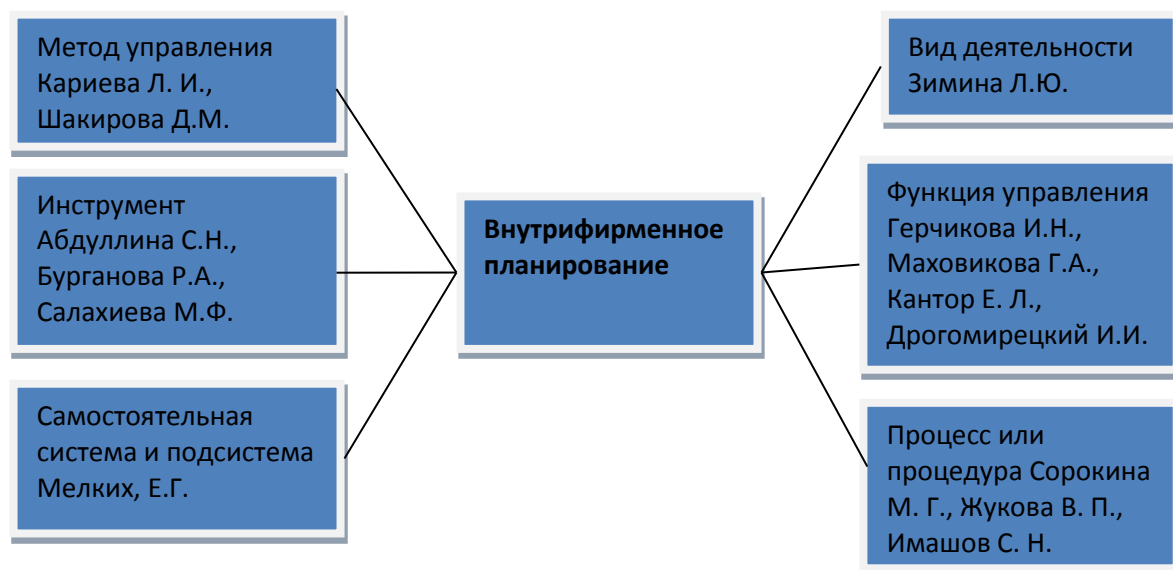 Метод управления
Кариева Л. И.,
Шакирова Д.М.
Инструмент
Абдуллина С.Н.,
Бурганова Р.А.,
Салахиева М.Ф.
Самостоятельная
система и подсистема
Мелких, Е.Г.
Внутрифирменное
планирование
Вид деятельности
Зимина Л.Ю.
Функция управления
Герчикова И.Н.,
Маховикова Г.А.,
Кантор Е. Л.,
Дрогомирецкий И.И.
Процесс или
процедура Сорокина
М. Г., Жукова В. П.,
Имашов С. Н.